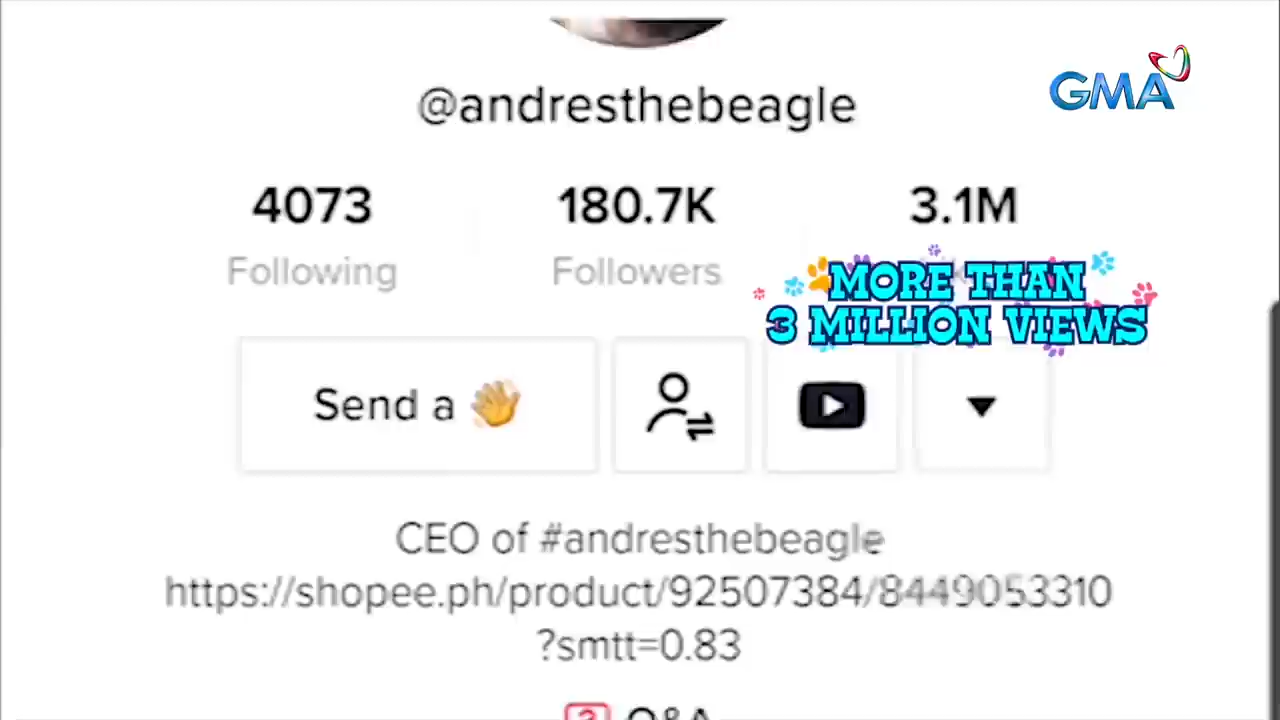 GMA
@andresthebeagle
4073 180.7K 3.1M
Following Followers
MORE THAN
3 MILLION VIEWS
Send a 👋
CEO of #andresthebeagle
https://shopee.ph/product/92507384/8449053310
?smtt=0.83
Q&A